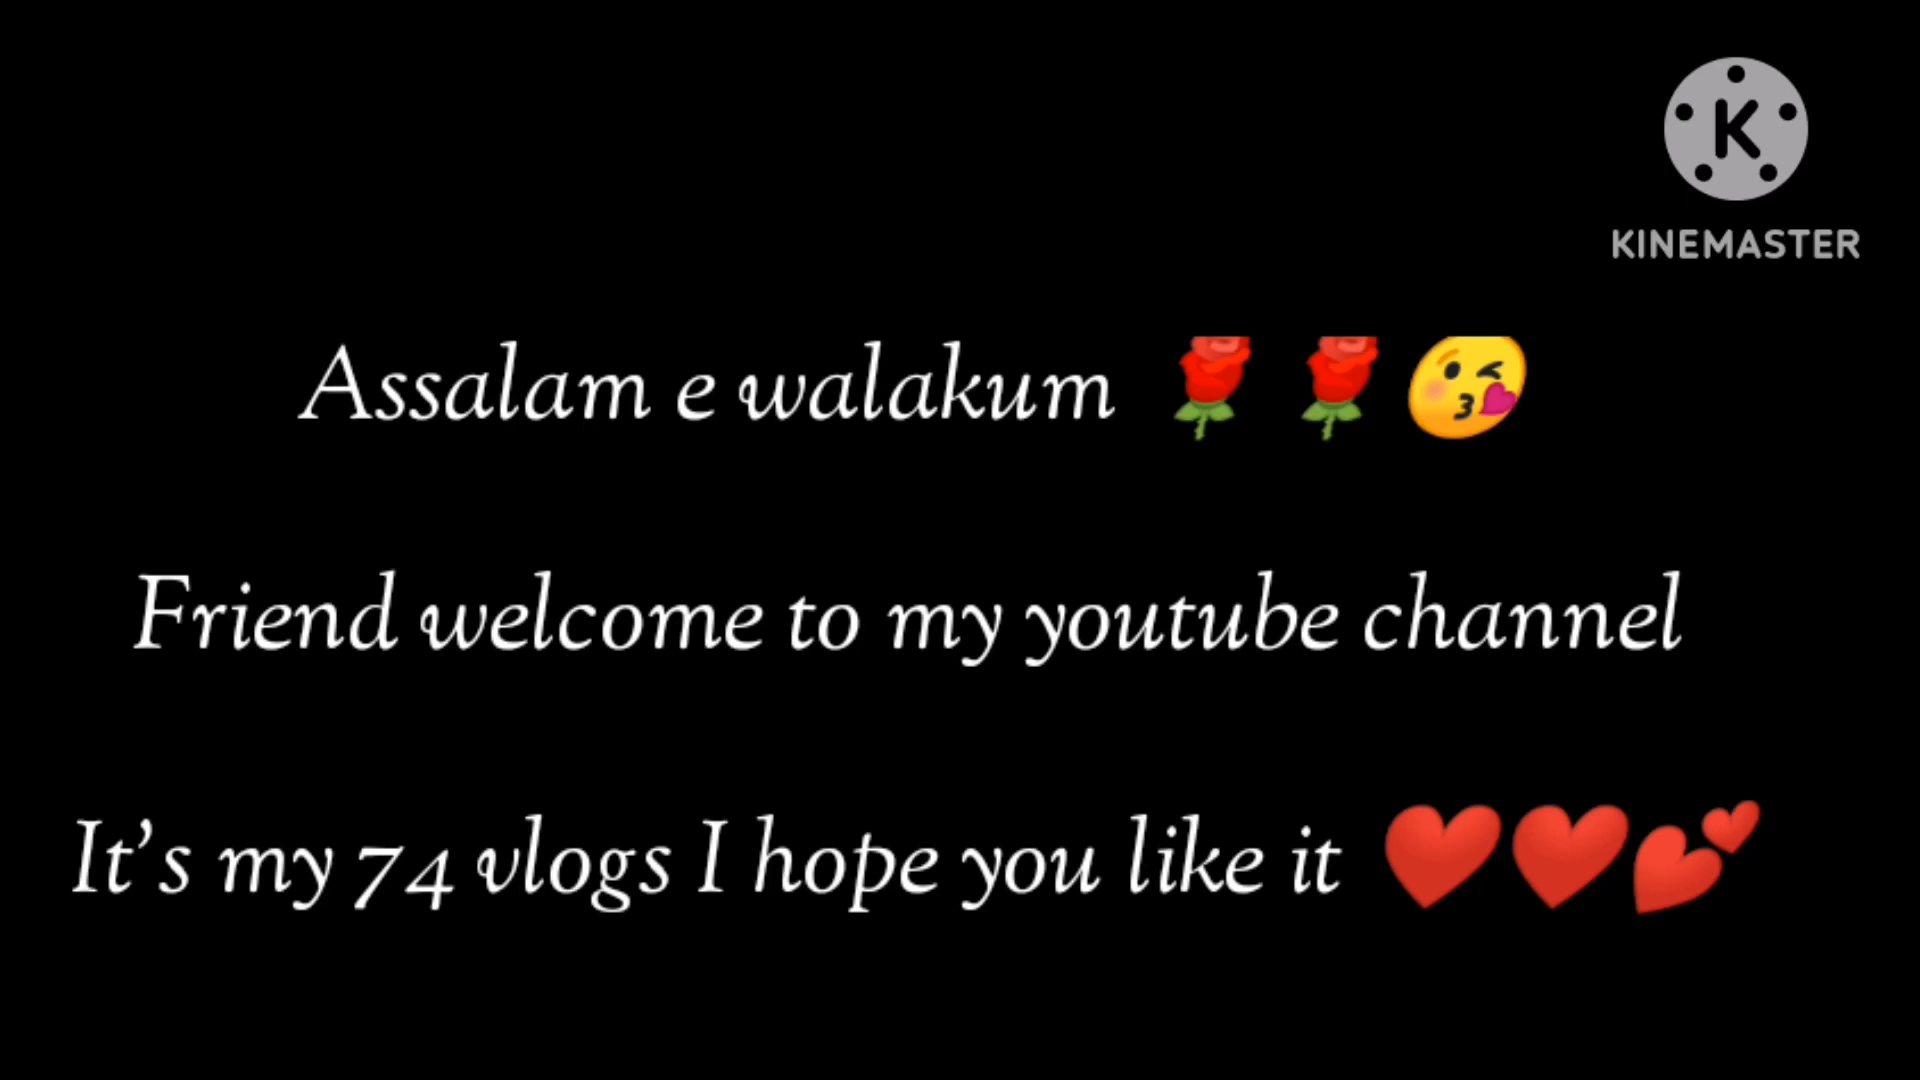 K
KINEMASTER
Assalam e walakum 🌹 🌹 😘
Friend welcome to my youtube channel
It’s my 74 vlogs I hope you like it ❤️❤️💕